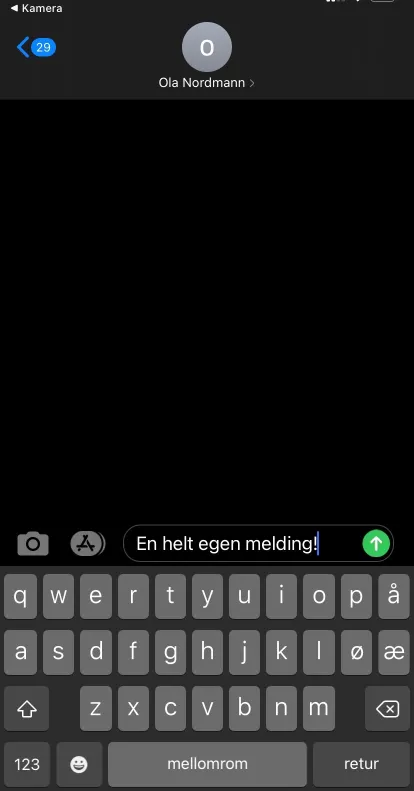 ◀ Kamera
29
O
Ola Nordmann >
En helt egen melding!
q w e r t y u i o p å
a s d f g h j k l ø æ
z x c v b n m
123 mellomrom retur